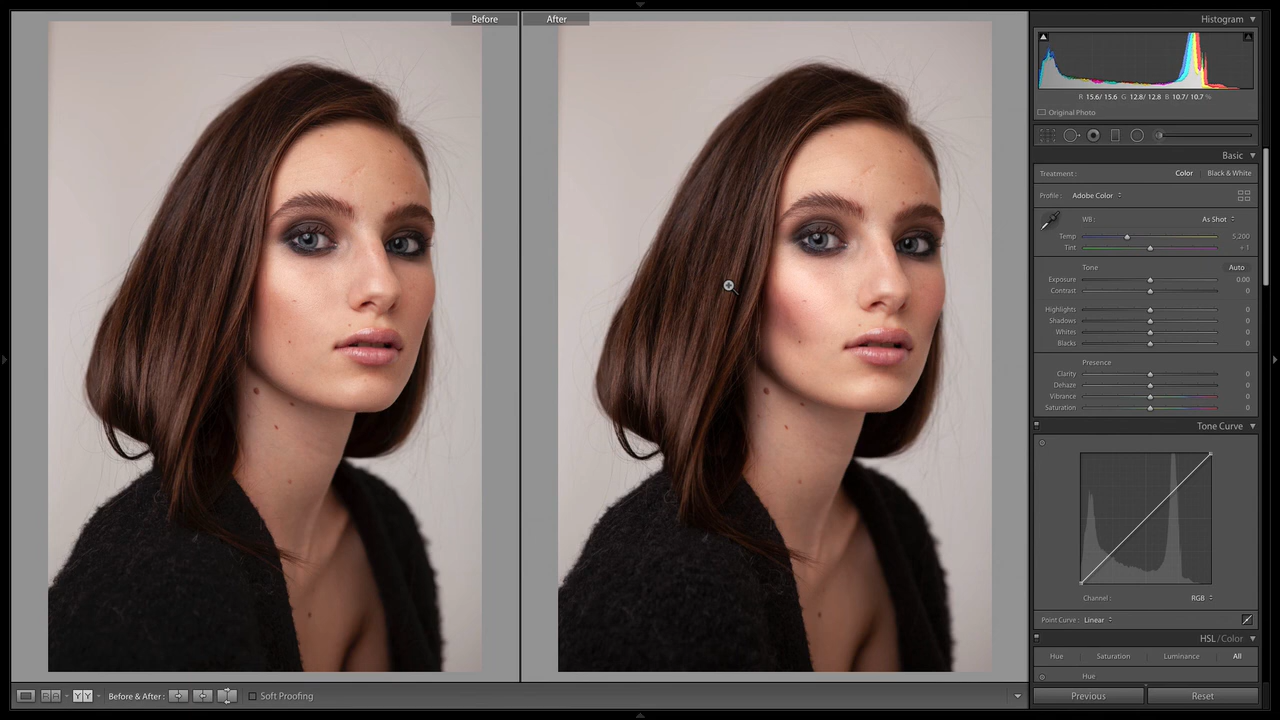 Before
After
Histogram
R 15.6/ 15.6 G 12.8/ 12.8 B 10.7/ 10.7 %
Original Photo
Basic
Treatment : Color Black & White
Profile : Adobe Color
WB : As Shot
Temp 5,200
Tint + 1
Tone Auto
Exposure 0.00
Contrast 0
Highlights 0
Shadows 0
Whites 0
Blacks 0
Presence
Clarity 0
Dehaze 0
Vibrance 0
Saturation 0
Tone Curve
Channel : RGB
Point Curve : Linear
HSL / Color
Hue Saturation Luminance All
Hue
R A Y Y Before & After : Soft Proofing
Previous Reset